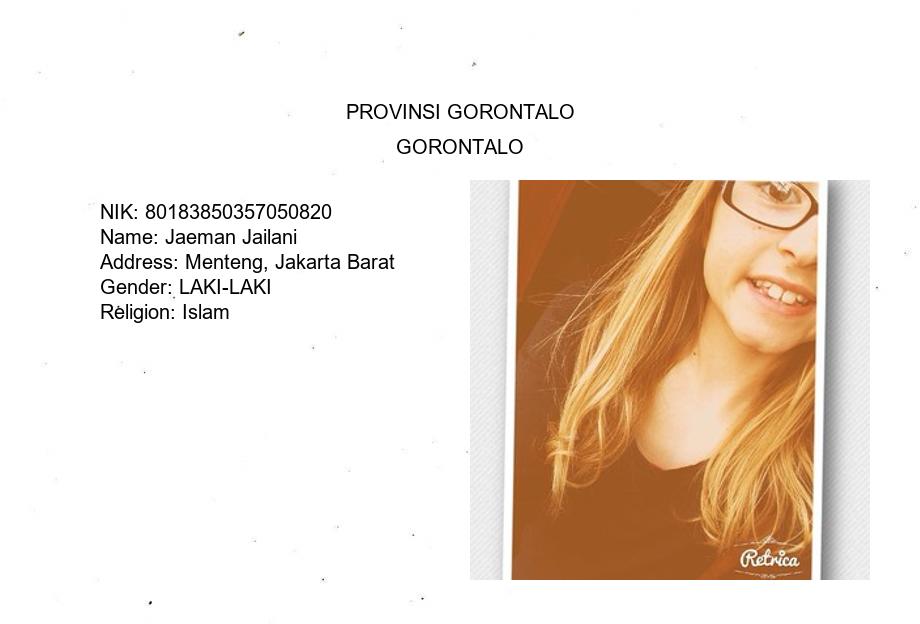 PROVINSI GORONTALO
GORONTALO
NIK: 80183850357050820
Name: Jaeman Jailani
Address: Menteng, Jakarta Barat
Gender: LAKI-LAKI
Religion: Islam
Retrica